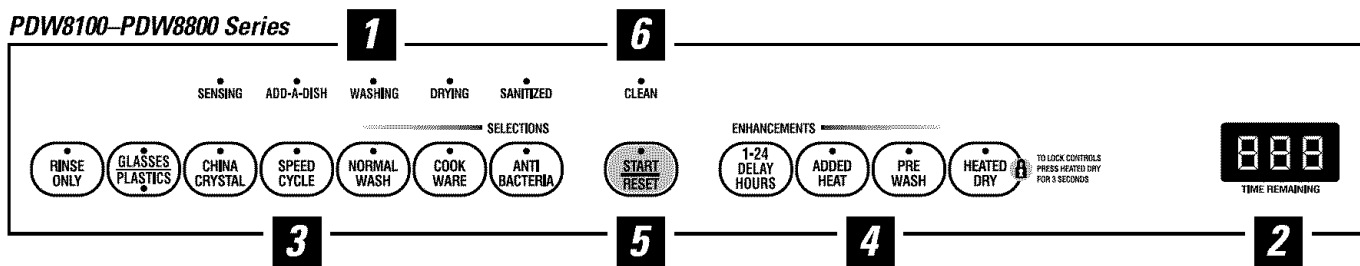 PDW8100–PDW8800 Series
1
6
SENSING ADD-A-DISH WASHING DRYING SANITIZED CLEAN
SELECTIONS ENHANCEMENTS
RINSE ONLY
GLASSES PLASTICS
CHINA CRYSTAL
SPEED CYCLE
NORMAL WASH
COOK WARE
ANTI BACTERIA
START RESET
1-24 DELAY HOURS
ADDED HEAT
PRE WASH
HEATED DRY
TO LOCK CONTROLS
PRESS HEATED DRY
FOR 3 SECONDS
888
TIME REMAINING
3
5
4
2